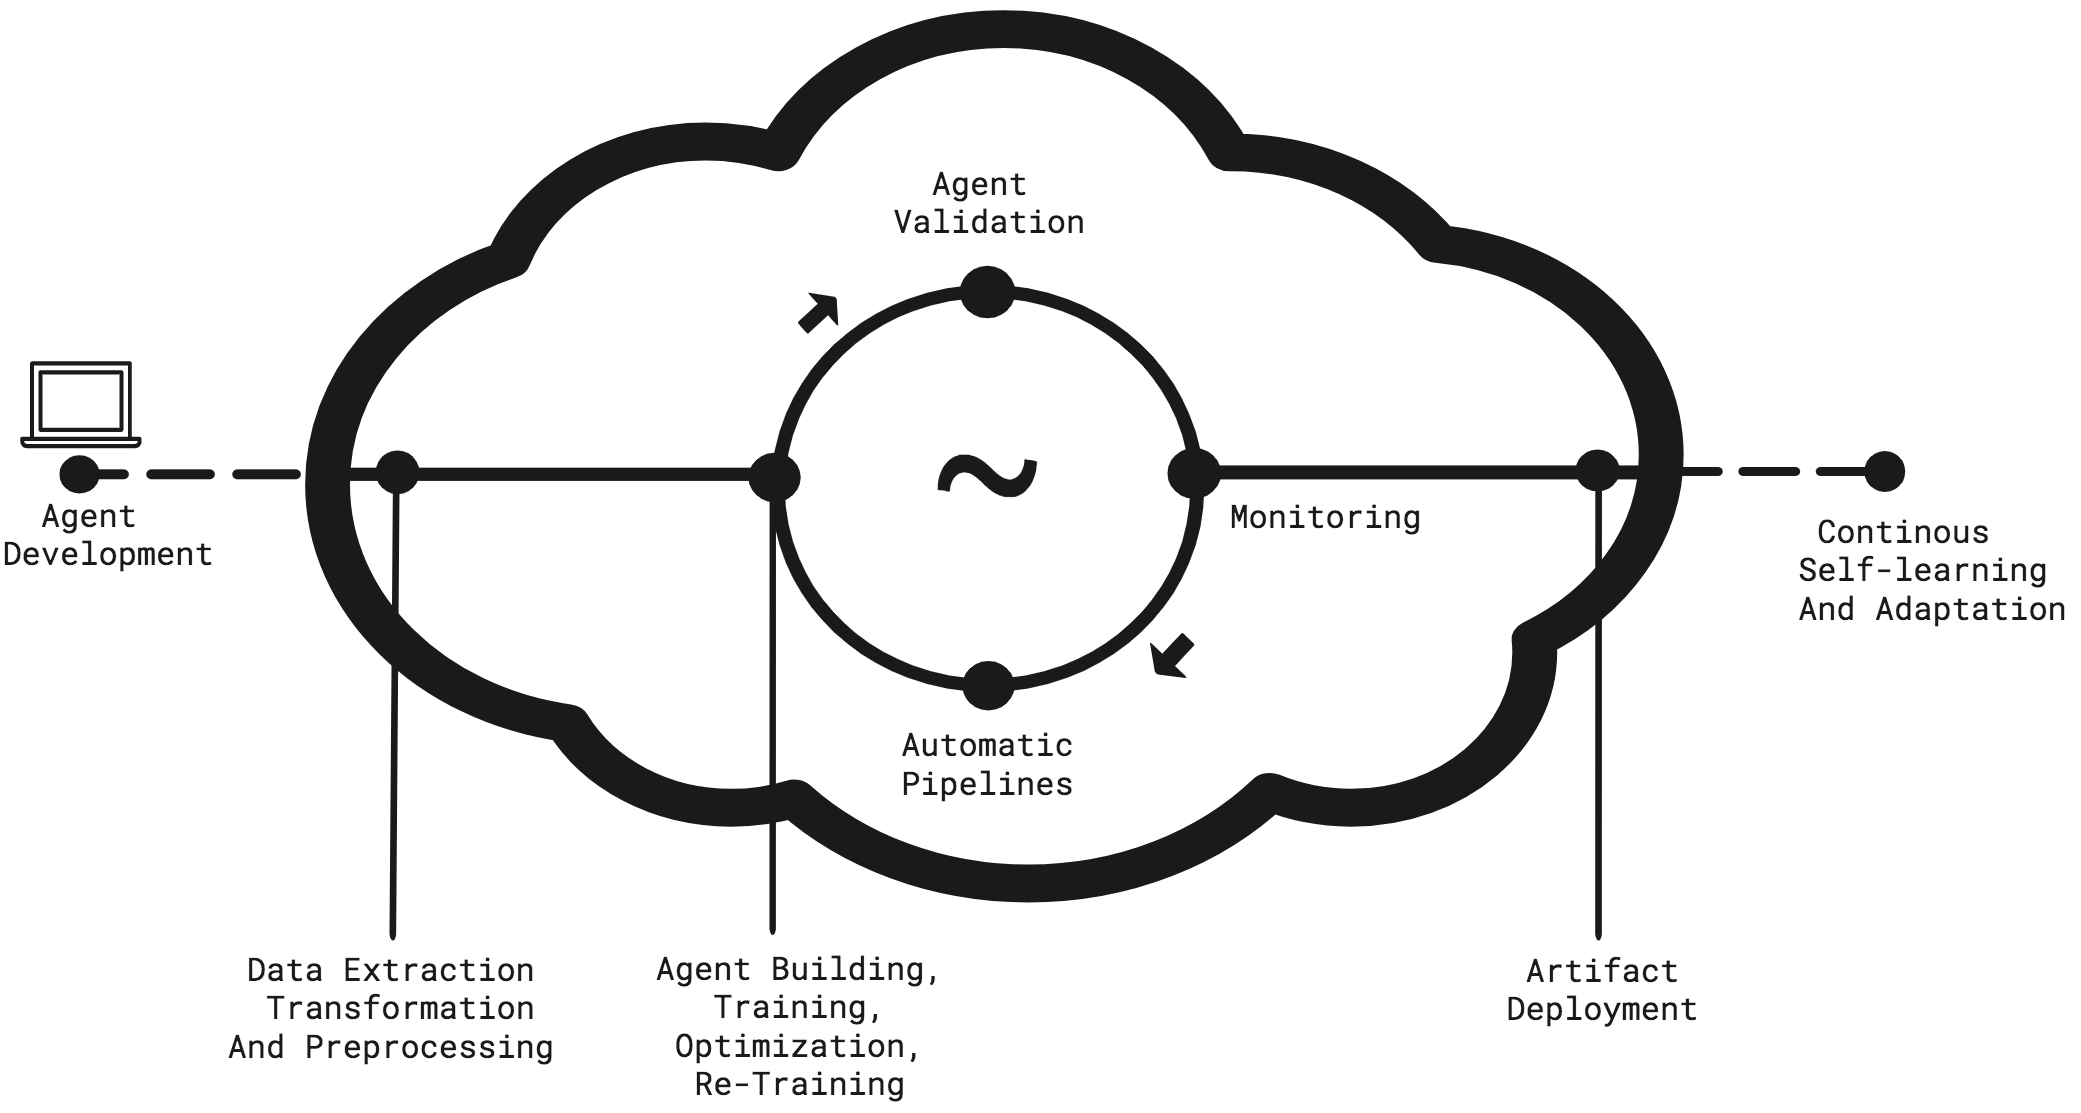 Agent
Validation
Agent
Development
Monitoring
Continous
Self-learning
And Adaptation
Automatic
Pipelines
Data Extraction
Transformation
And Preprocessing
Agent Building,
Training,
Optimization,
Re-Training
Artifact
Deployment
~